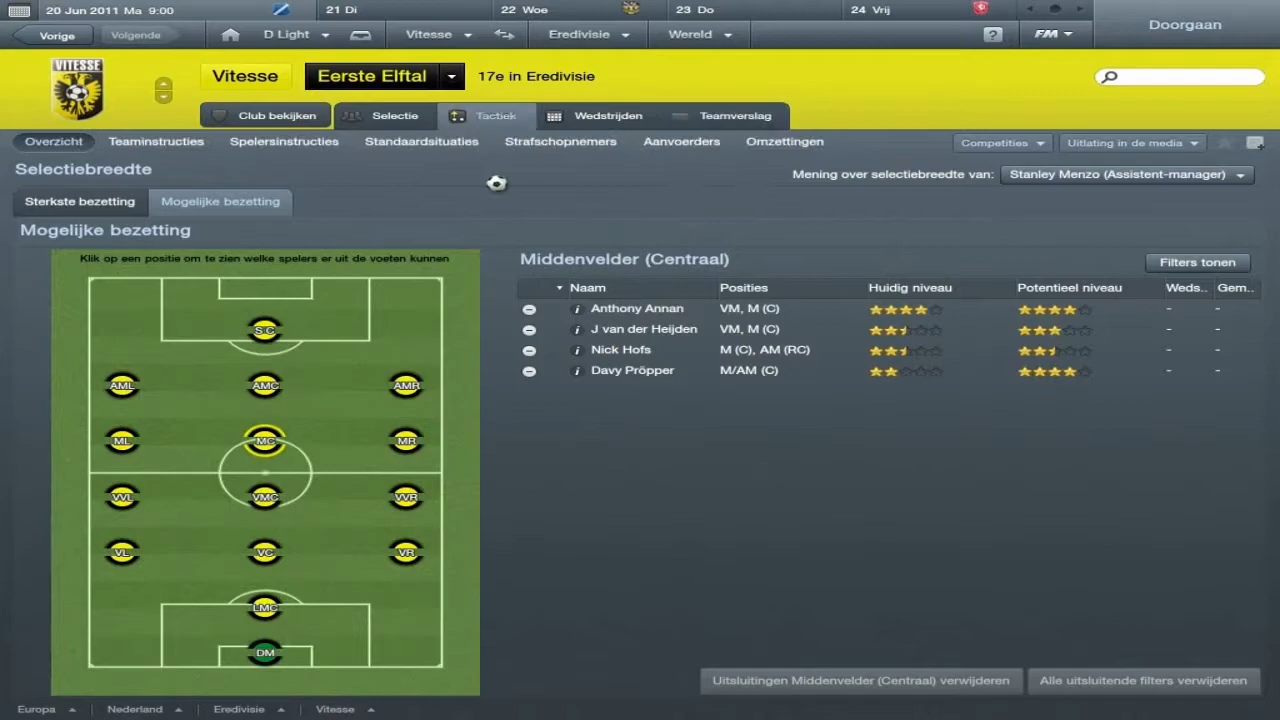 20 Jun 2011 Ma 9:00 21 Di 22 Woe 23 Do 24 Vrij
Vorige Volgende D Light Vitesse Eredivisie Wereld ? FM Doorgaan
VITESSE
Vitesse Eerste Elftal 17e in Eredivisie
Club bekijken Selectie Tactiek Wedstrijden Teamverslag
Overzicht Teaminstructies Spelersinstructies Standaardsituaties Strafschopnemers Aanvoerders Omzettingen Competities Uitlating in de media
Selectiebreedte
Mening over selectiebreedte van: Stanley Menzo (Assistent-manager)
Sterkste bezetting Mogelijke bezetting
Mogelijke bezetting
Klik op een positie om te zien welke spelers er uit de voeten kunnen
S.C
AML AMC AMR
ML MC MR
VVL VMC VVR
VL VC VR
LMC
DM
Middenvelder (Centraal) Filters tonen
Naam Posities Huidig niveau Potentieel niveau Weds.. Gem..
Anthony Annan VM, M (C) - -
J van der Heijden VM, M (C) - -
Nick Hofs M (C), AM (RC) - -
Davy Pröpper M/AM (C) - -
Uitsluitingen Middenvelder (Centraal) verwijderen Alle uitsluitende filters verwijderen
Europa Nederland Eredivisie Vitesse